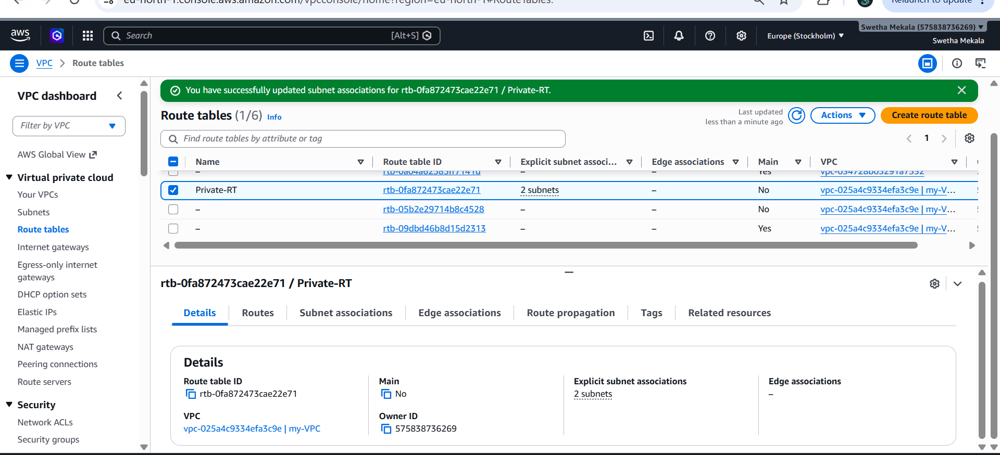 eu-north-1.console.aws.amazon.com/vpcconsole/home?region=eu-north-1#RouteTables:
Relaunch to update
aws
Search
[Alt+S]
Europe (Stockholm)
Swetha Mekala (575838736269)
Swetha Mekala
VPC
Route tables
VPC dashboard
Filter by VPC
AWS Global View
Virtual private cloud
Your VPCs
Subnets
Route tables
Internet gateways
Egress-only internet
gateways
DHCP option sets
Elastic IPs
Managed prefix lists
NAT gateways
Peering connections
Route servers
Security
Network ACLs
Security groups
You have successfully updated subnet associations for rtb-0fa872473cae22e71 / Private-RT.
Route tables (1/6) Info
Last updated
less than a minute ago
Actions
Create route table
Find route tables by attribute or tag
1
Name Route table ID Explicit subnet associ... Edge associations Main VPC
– – – Yes
Private-RT rtb-0fa872473cae22e71 2 subnets – No vpc-025a4c9334efa3c9e | my-V...
– rtb-05b2e29714b8c4528 – – No vpc-025a4c9334efa3c9e | my-V...
– rtb-09dbd46b8d15d2313 – – Yes vpc-025a4c9334efa3c9e | my-V...
rtb-0fa872473cae22e71 / Private-RT
Details Routes Subnet associations Edge associations Route propagation Tags Related resources
Details
Route table ID
rtb-0fa872473cae22e71
Main
No
Explicit subnet associations
2 subnets
Edge associations
–
VPC
vpc-025a4c9334efa3c9e | my-VPC
Owner ID
575838736269